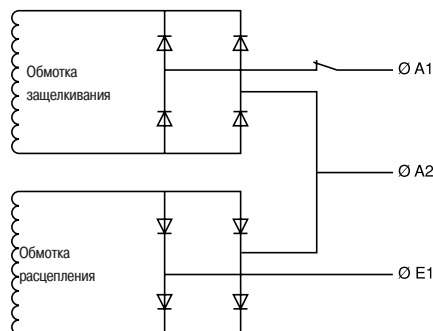 Обмотка
защелкивания
Ø A1
Ø A2
Обмотка
расцепления
Ø E1